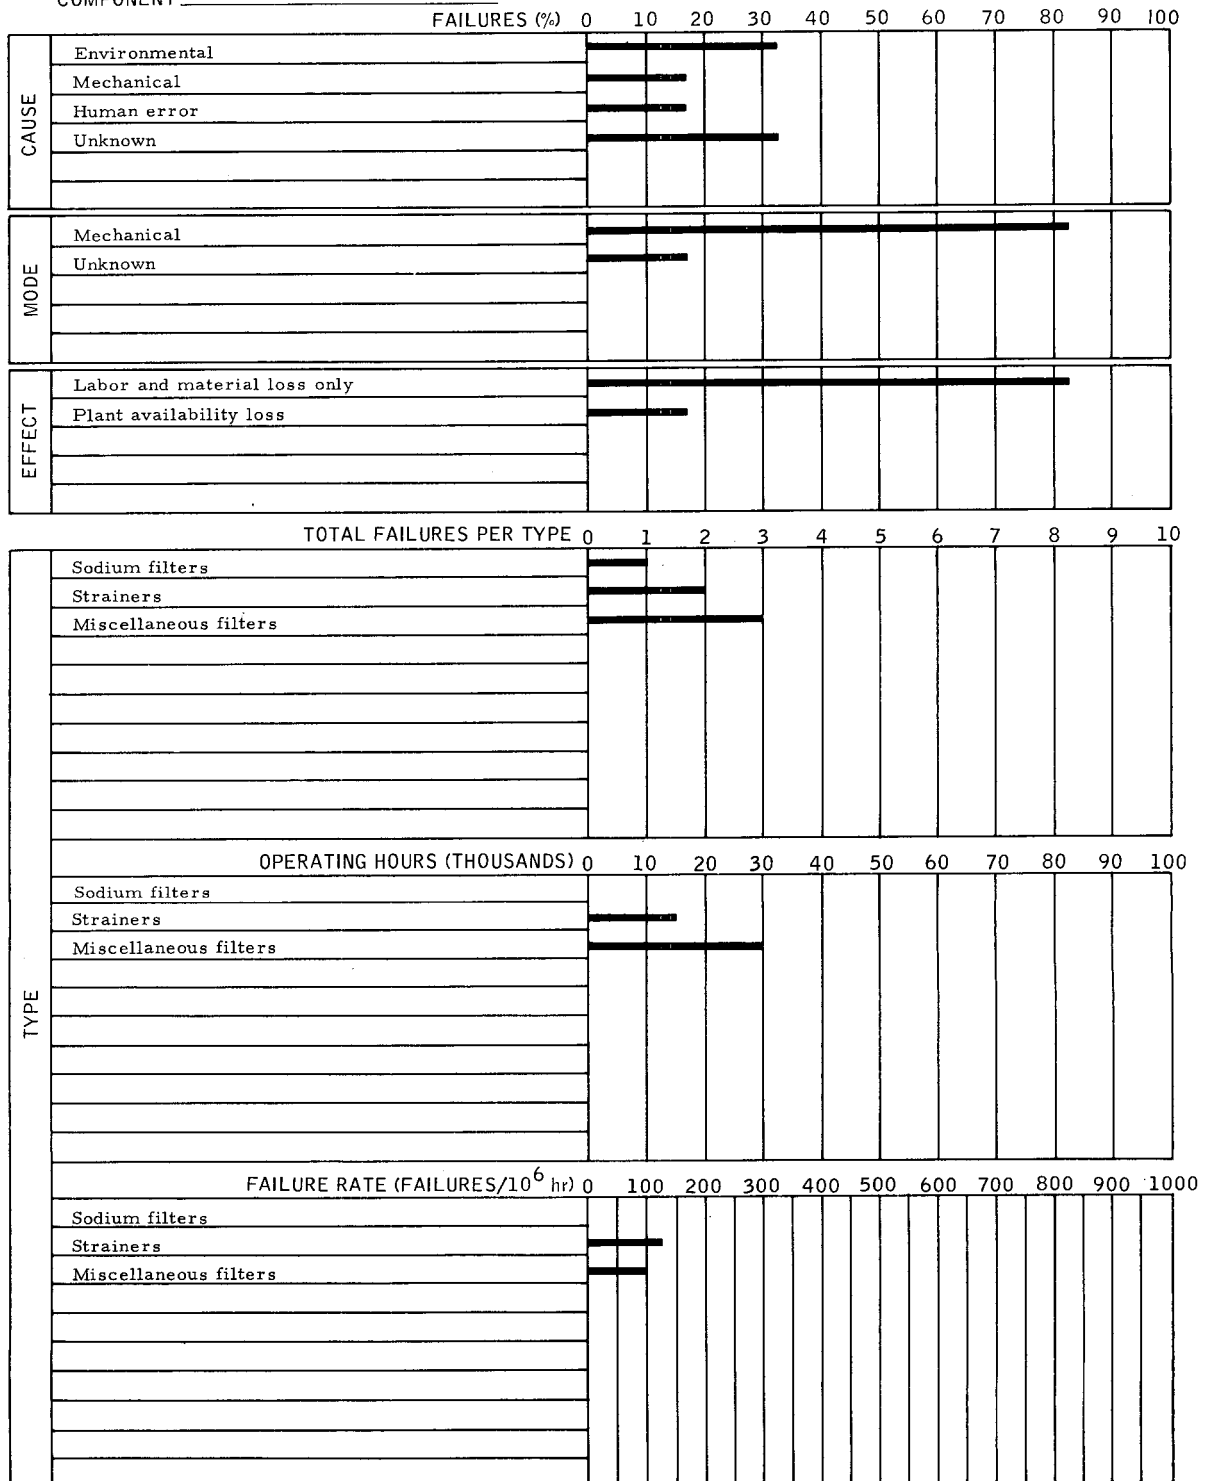 COMPONENT
FAILURES (%) 0 10 20 30 40 50 60 70 80 90 100
CAUSE
Environmental
Mechanical
Human error
Unknown
MODE
Mechanical
Unknown
EFFECT
Labor and material loss only
Plant availability loss
TOTAL FAILURES PER TYPE 0 1 2 3 4 5 6 7 8 9 10
TYPE
Sodium filters
Strainers
Miscellaneous filters
OPERATING HOURS (THOUSANDS) 0 10 20 30 40 50 60 70 80 90 100
Sodium filters
Strainers
Miscellaneous filters
FAILURE RATE (FAILURES/10⁶ hr) 0 100 200 300 400 500 600 700 800 900 1000
Sodium filters
Strainers
Miscellaneous filters